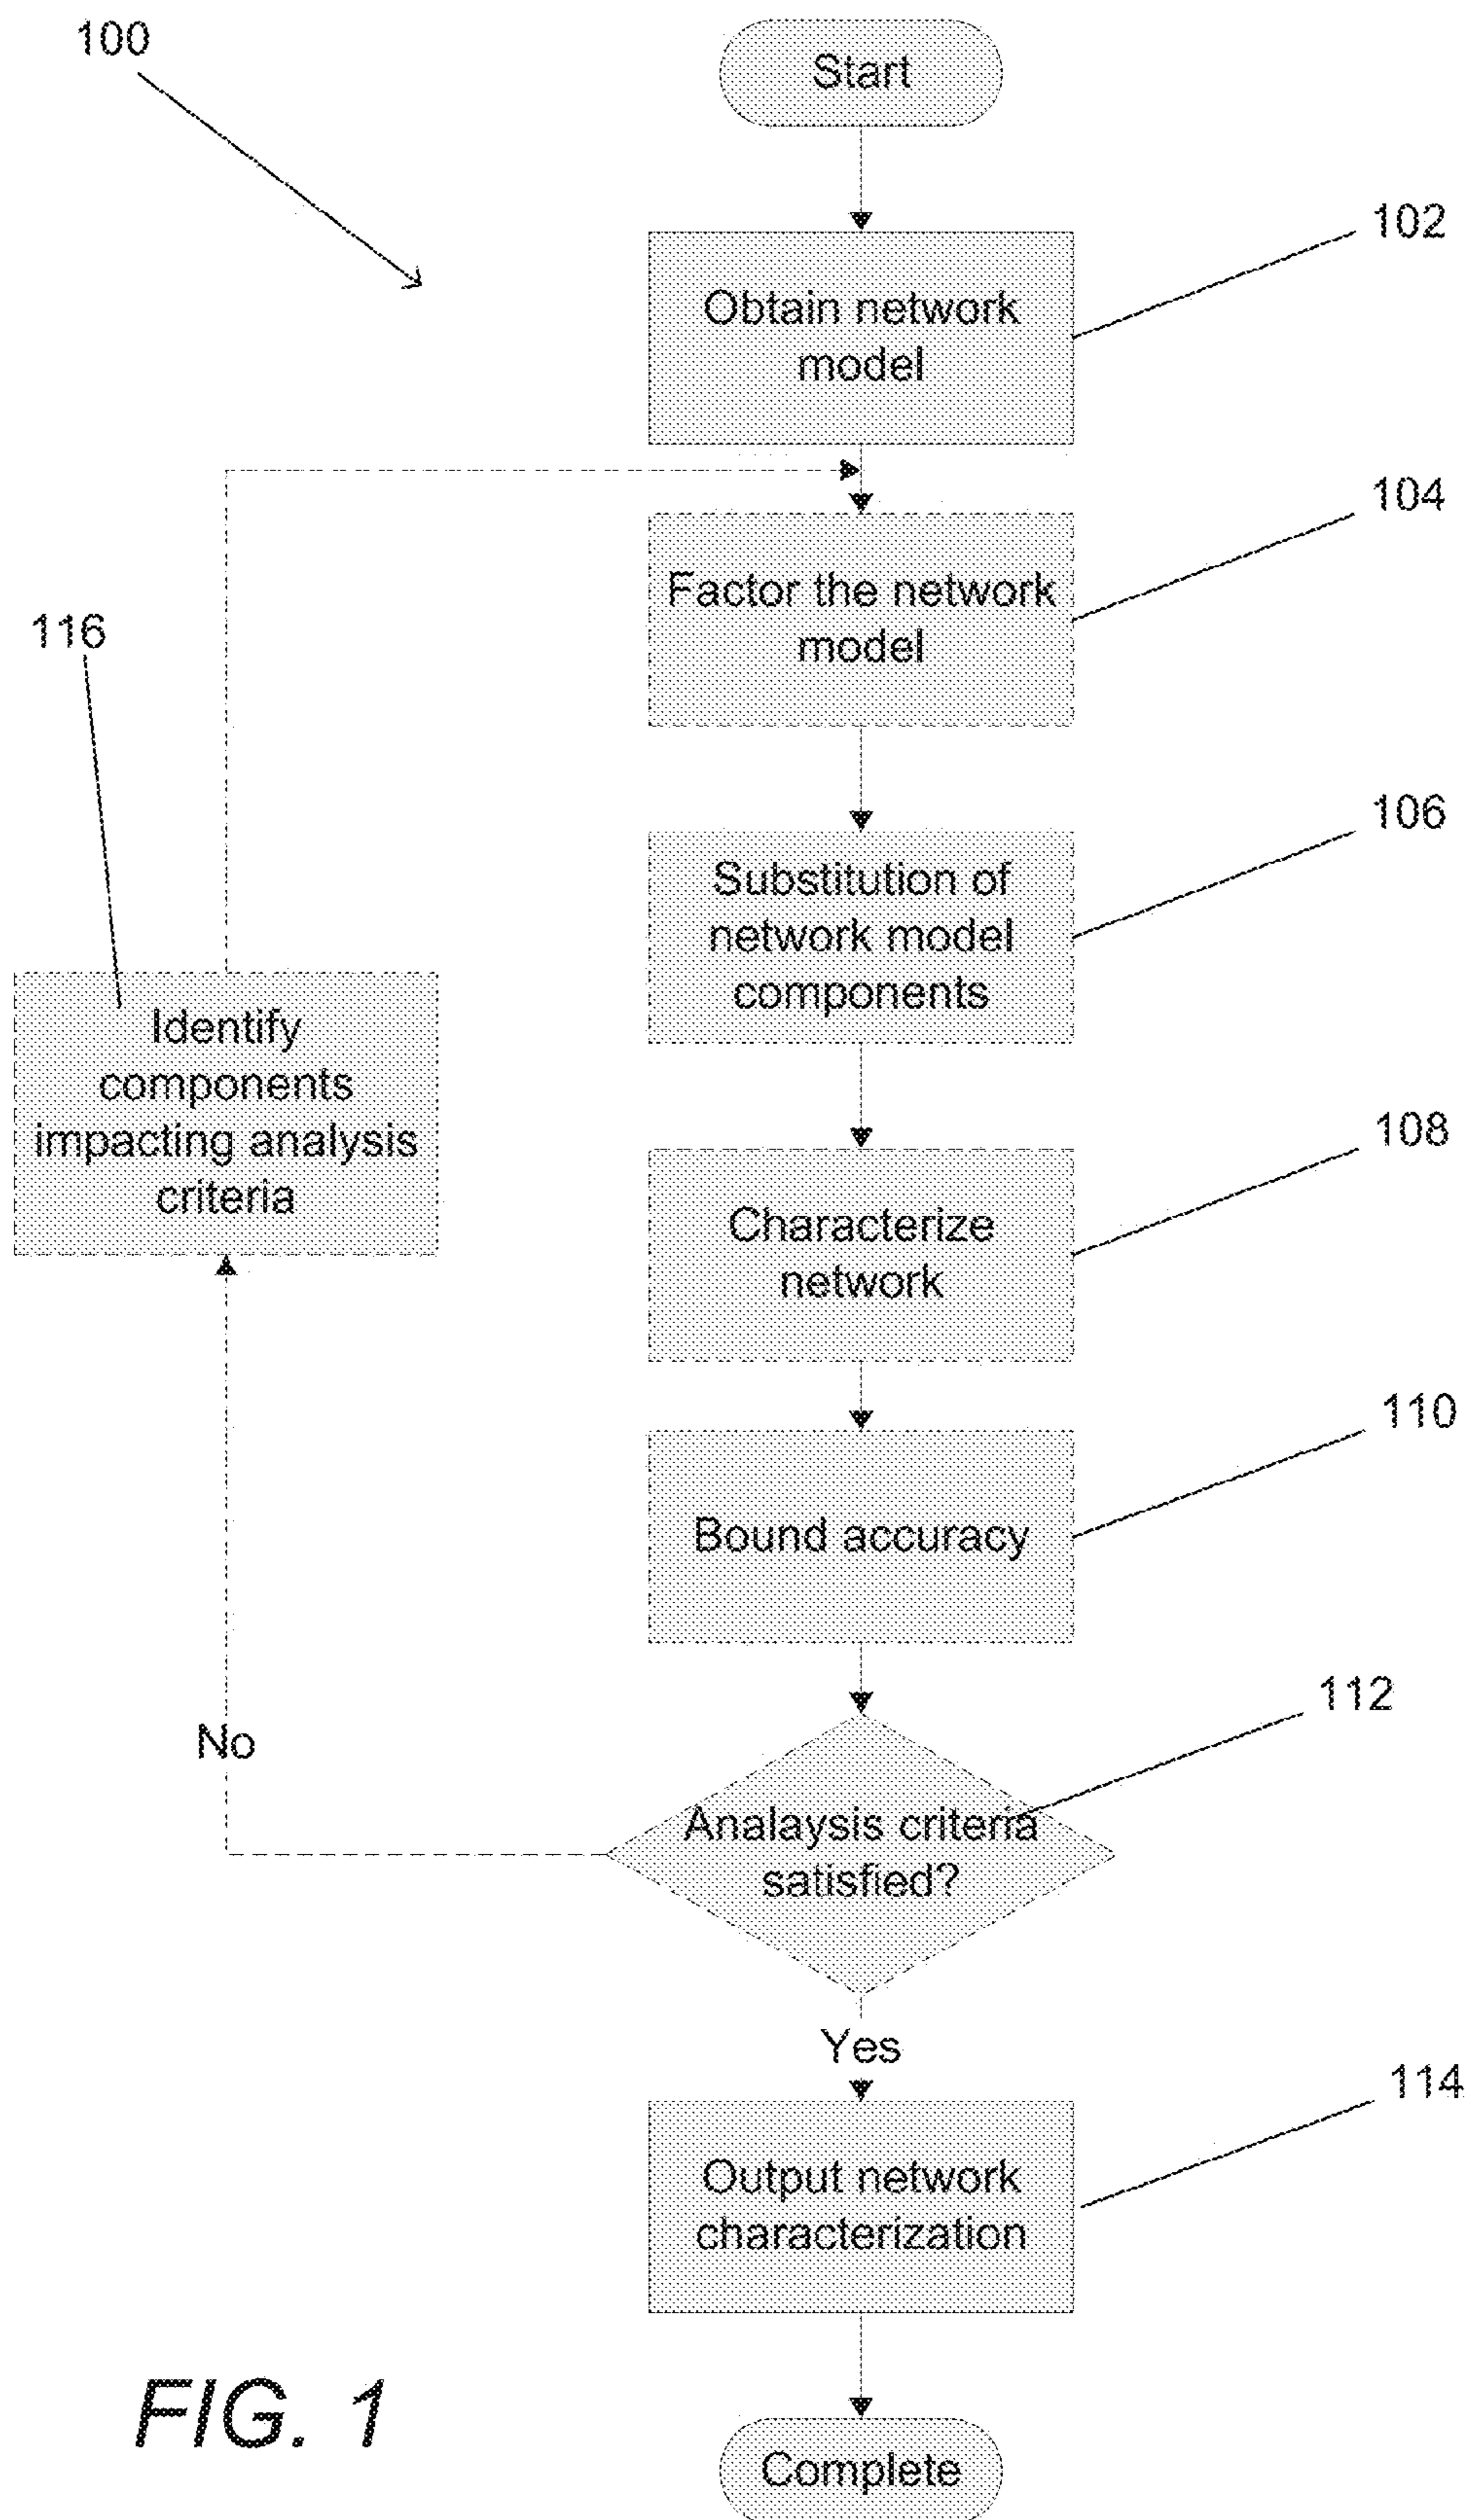 100
Start
102
Obtain network
model
104
Factor the network
model
116
106
Substitution of
network model
components
Identify
components
impacting analysis
criteria
108
Characterize
network
110
Bound accuracy
112
No
Analaysis criteria
satisfied?
Yes
114
Output network
characterization
FIG. 1
Complete